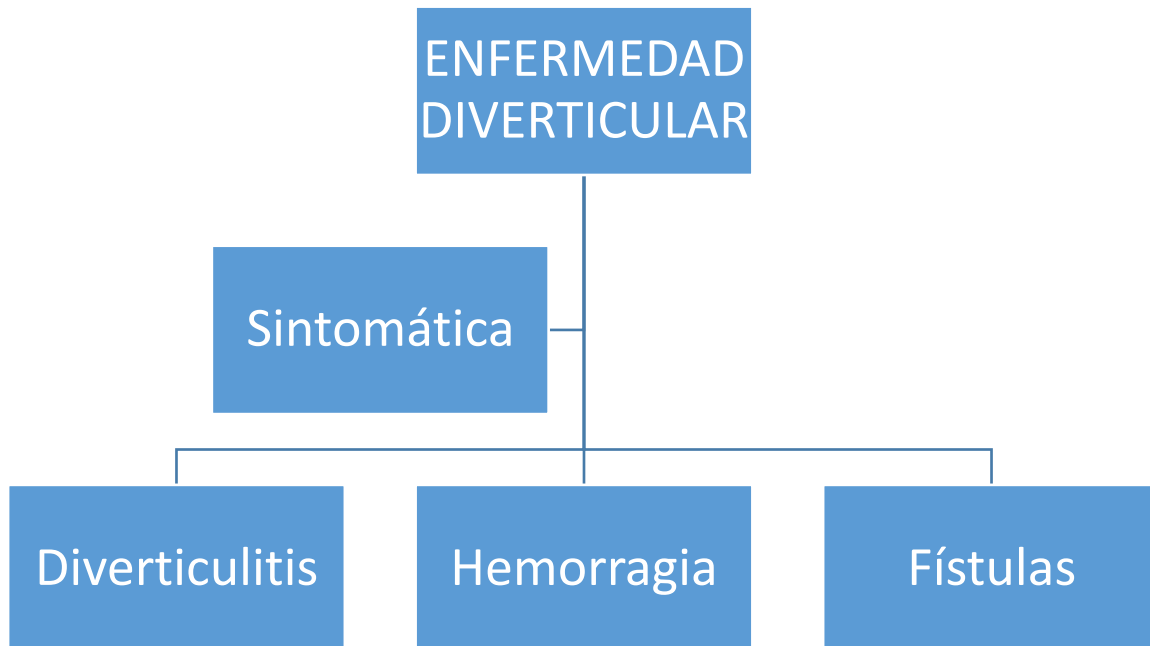 ENFERMEDAD
DIVERTICULAR
Sintomática
Diverticulitis
Hemorragia
Fístulas